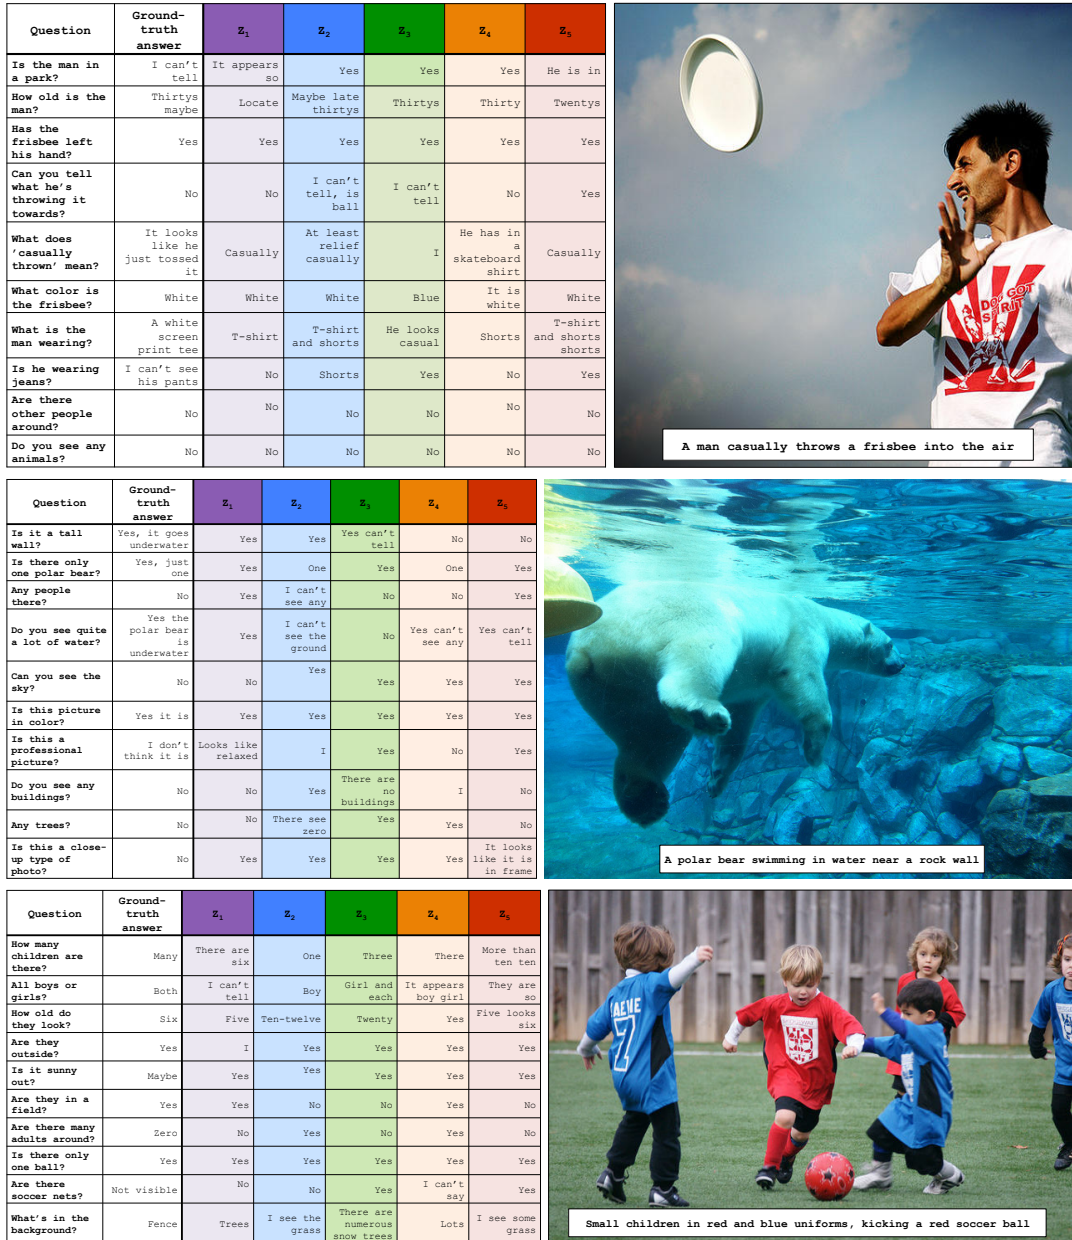 Question Ground-truth answer Z1 Z2 Z3 Z4 Z5
Is the man in a park? I can't tell It appears so Yes Yes Yes He is in
How old is the man? Thirtys maybe Locate Maybe late thirtys Thirtys Thirty Twentys
Has the frisbee left his hand? Yes Yes Yes Yes Yes Yes
Can you tell what he's throwing it towards? No No I can't tell, is ball I can't tell No Yes
What does 'casually thrown' mean? It looks like he just tossed it Casually At least relief casually I He has in a skateboard shirt Casually
What color is the frisbee? White White White Blue It is white White
What is the man wearing? A white screen print tee T-shirt T-shirt and shorts He looks casual Shorts T-shirt and shorts shorts
Is he wearing jeans? I can't see his pants No Shorts Yes No Yes
Are there other people around? No No No No No No
Do you see any animals? No No No No No No
DOG GOT SPIRIT
A man casually throws a frisbee into the air
Question Ground-truth answer Z1 Z2 Z3 Z4 Z5
Is it a tall wall? Yes, it goes underwater Yes Yes Yes can't tell No No
Is there only one polar bear? Yes, just one Yes One Yes One Yes
Any people there? No Yes I can't see any No No Yes
Do you see quite a lot of water? Yes the polar bear is underwater Yes I can't see the ground No Yes can't see any Yes can't tell
Can you see the sky? No No Yes Yes Yes Yes
Is this picture in color? Yes it is Yes Yes Yes Yes Yes
Is this a professional picture? I don't think it is Looks like relaxed I Yes No Yes
Do you see any buildings? No No Yes There are no buildings I No
Any trees? No No There see zero Yes Yes No
Is this a close-up type of photo? No Yes Yes Yes Yes It looks like it is in frame
A polar bear swimming in water near a rock wall
Question Ground-truth answer Z1 Z2 Z3 Z4 Z5
How many children are there? Many There are six One Three There More than ten ten
All boys or girls? Both I can't tell Boy Girl and each It appears boy girl They are so
How old do they look? Six Five Ten-twelve Twenty Yes Five looks six
Are they outside? Yes I Yes Yes Yes Yes
Is it sunny out? Maybe Yes Yes Yes Yes Yes
Are they in a field? Yes Yes No No Yes No
Are there many adults around? Zero No Yes No Yes No
Is there only one ball? Yes Yes Yes Yes Yes Yes
Are there soccer nets? Not visible No No Yes I can't say Yes
What's in the background? Fence Trees I see the grass There are numerous snow trees Lots I see some grass
7
Small children in red and blue uniforms, kicking a red soccer ball